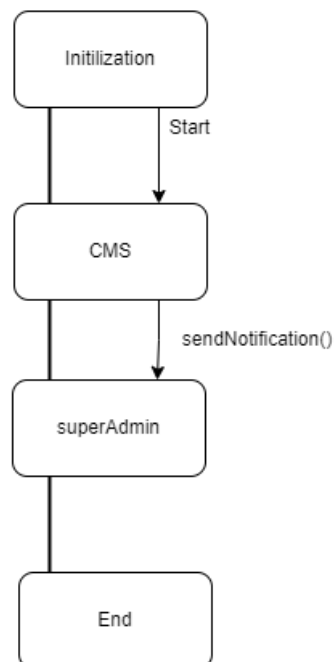 Initilization
Start
CMS
sendNotification()
superAdmin
End